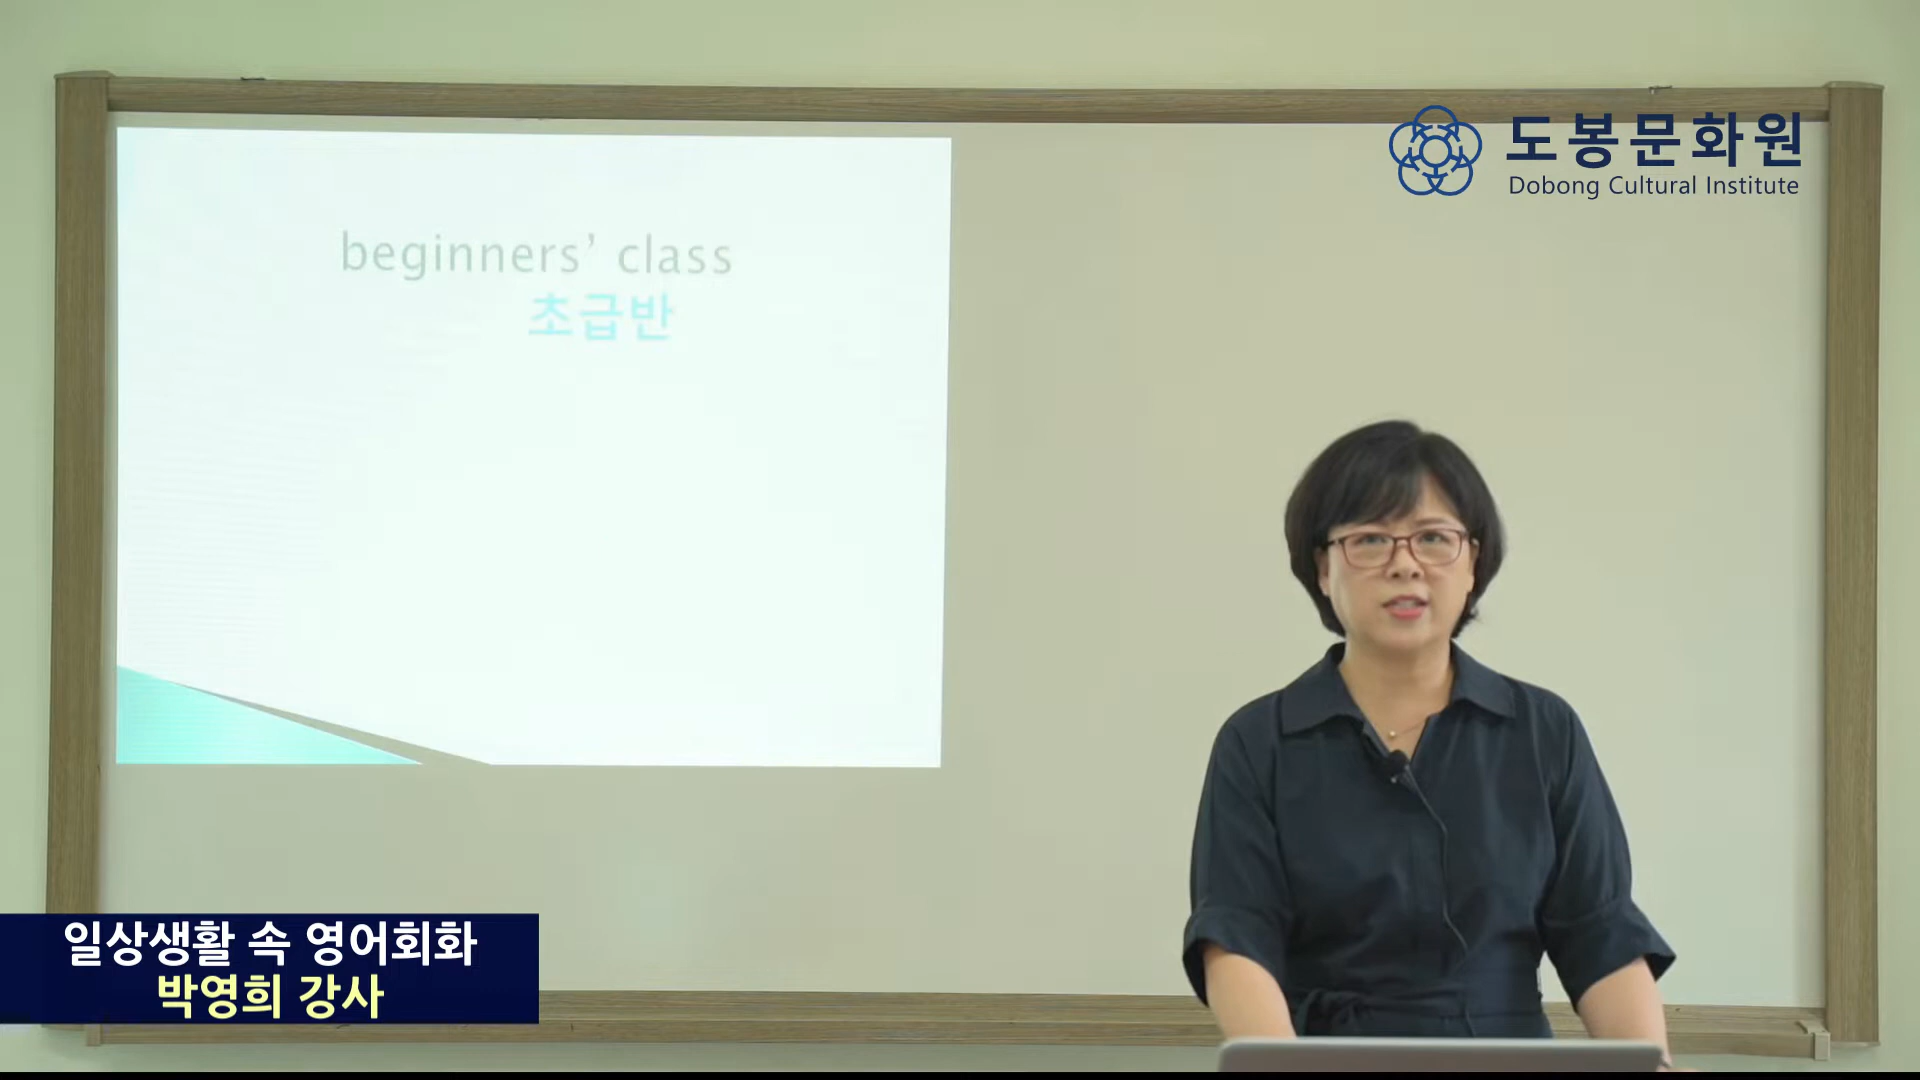 도봉문화원
Dobong Cultural Institute
beginners’ class
초급반
일상생활 속 영어회화
박영희 강사